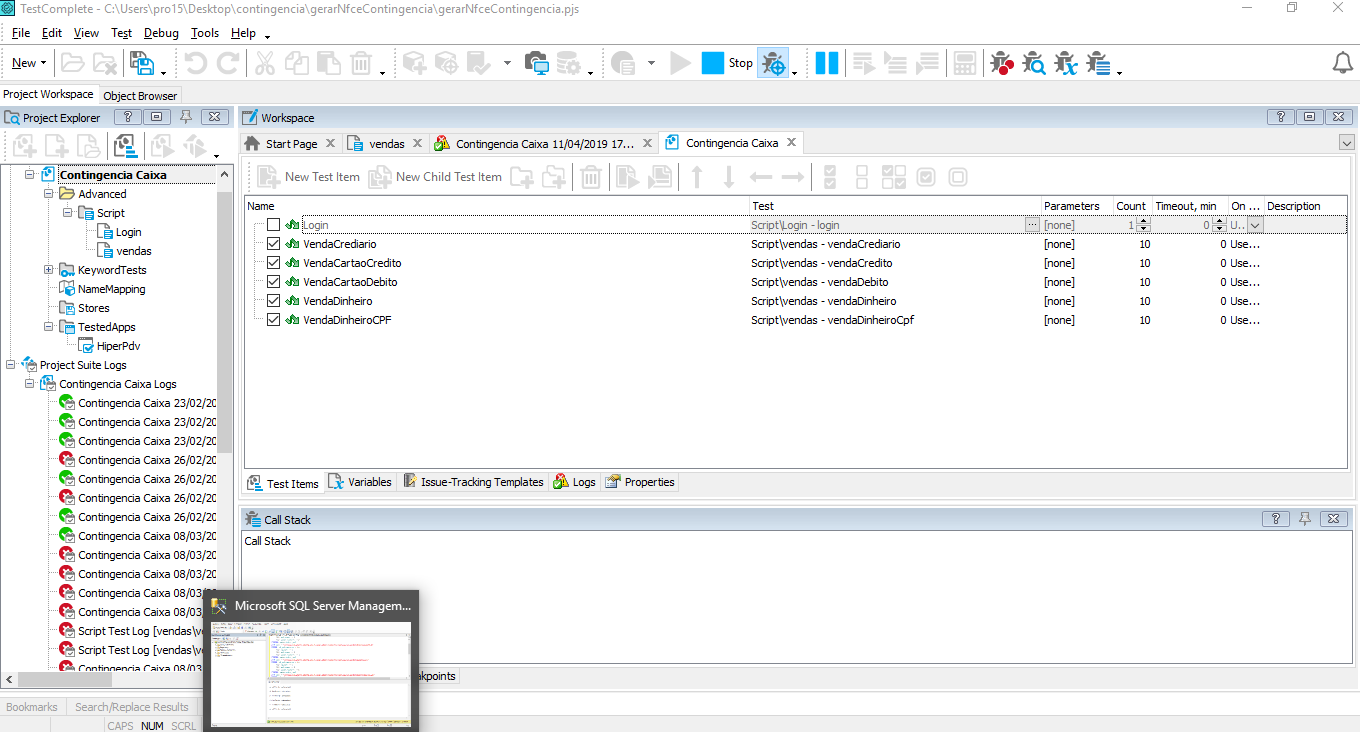 TestComplete - C:\Users\pro15\Desktop\contingencia\gerarNfceContingencia\gerarNfceContingencia.pjs
File Edit View Test Debug Tools Help
New Stop
Project Workspace Object Browser
Project Explorer
Contingencia Caixa
Advanced
Script
Login
vendas
KeywordTests
NameMapping
Stores
TestedApps
HiperPdv
Project Suite Logs
Contingencia Caixa Logs
Contingencia Caixa 23/02/20
Contingencia Caixa 23/02/20
Contingencia Caixa 23/02/20
Contingencia Caixa 26/02/20
Contingencia Caixa 26/02/20
Contingencia Caixa 26/02/20
Contingencia Caixa 26/02/20
Contingencia Caixa 08/03/20
Contingencia Caixa 08/03/20
Contingencia Caixa 08/03/20
Contingencia Caixa 08/03/
Contingencia Caixa 08/03/
Script Test Log [vendas\v
Script Test Log [vendas\v
Contingencia Caixa 08/03/
Workspace
Start Page vendas Contingencia Caixa 11/04/2019 17... Contingencia Caixa
New Test Item New Child Test Item
Name Test Parameters Count Timeout, min On ... Description
Login Script\Login - login ... [none] 1 0 U...
VendaCrediario Script\vendas - vendaCrediario [none] 10 0 Use...
VendaCartaoCredito Script\vendas - vendaCredito [none] 10 0 Use...
VendaCartaoDebito Script\vendas - vendaDebito [none] 10 0 Use...
VendaDinheiro Script\vendas - vendaDinheiro [none] 10 0 Use...
VendaDinheiroCPF Script\vendas - vendaDinheiroCpf [none] 10 0 Use...
Test Items Variables Issue-Tracking Templates Logs Properties
Call Stack
Call Stack
Microsoft SQL Server Managem...
akpoints
Bookmarks Search/Replace Results
CAPS NUM SCRL